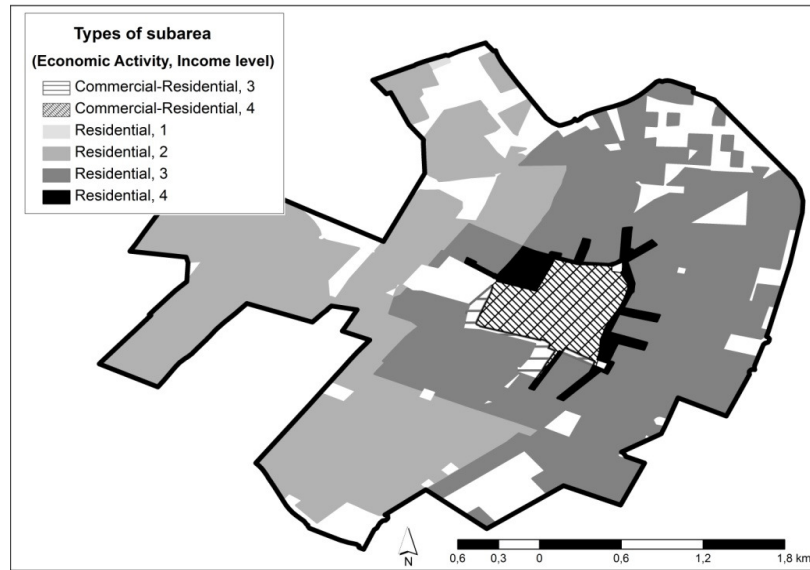 Types of subarea
(Economic Activity, Income level)
Commercial-Residential, 3
Commercial-Residential, 4
Residential, 1
Residential, 2
Residential, 3
Residential, 4
N
0,6 0,3 0 0,6 1,2 1,8 km